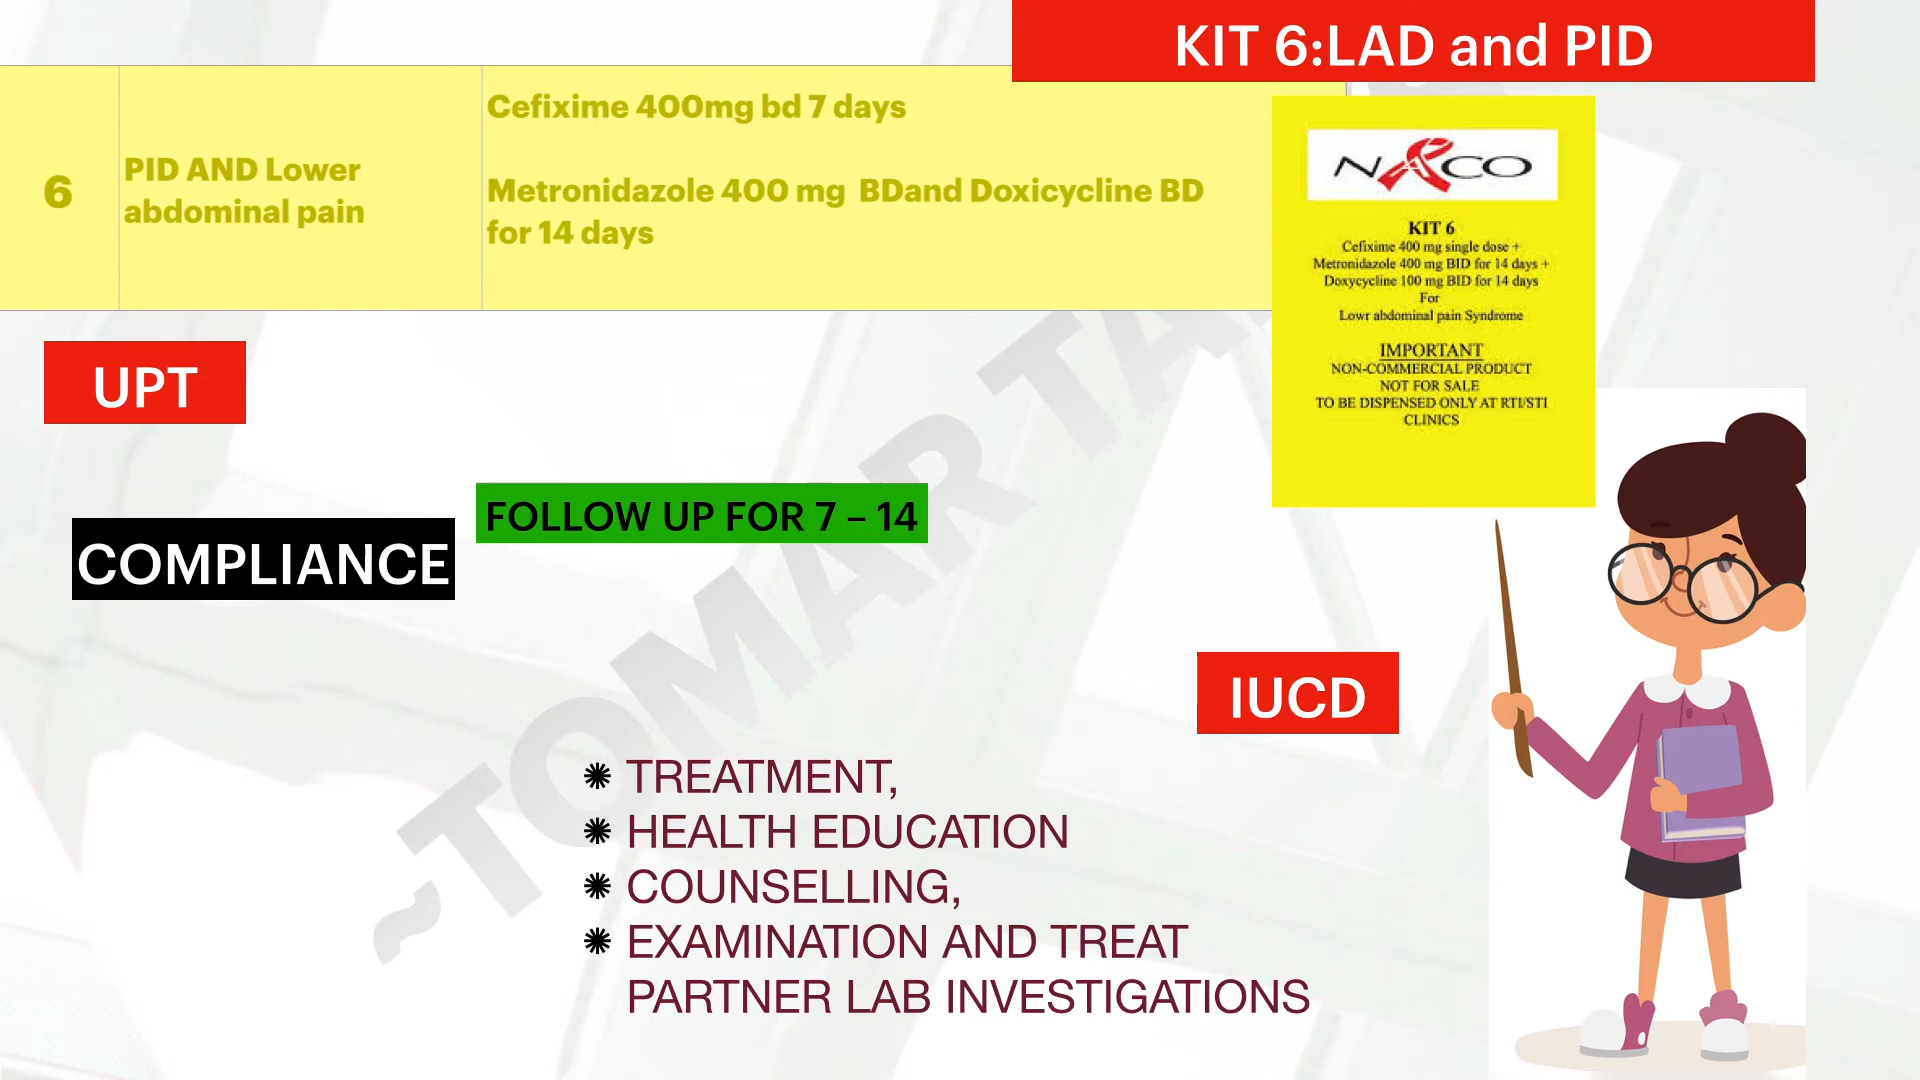 KIT 6:LAD and PID
6
PID AND Lower
abdominal pain
Cefixime 400mg bd 7 days
Metronidazole 400 mg BDand Doxicycline BD
for 14 days
NACO
KIT 6
Cefixime 400 mg single dose +
Metronidazole 400 mg BID for 14 days +
Doxycycline 100 mg BID for 14 days
For
Lowr abdominal pain Syndrome
IMPORTANT
NON-COMMERCIAL PRODUCT
NOT FOR SALE
TO BE DISPENSED ONLY AT RTI/STI
CLINICS
UPT
FOLLOW UP FOR 7 – 14
COMPLIANCE
IUCD
TREATMENT,
HEALTH EDUCATION
COUNSELLING,
EXAMINATION AND TREAT
PARTNER LAB INVESTIGATIONS
~TOMAR TA